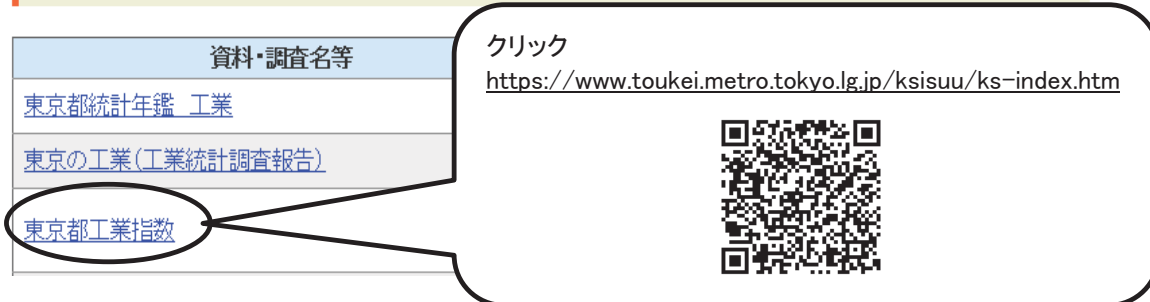 資料・調査名等
東京都統計年鑑 工業
東京の工業(工業統計調査報告)
東京都工業指数
クリック
https://www.toukei.metro.tokyo.lg.jp/ksisuu/ks-index.htm